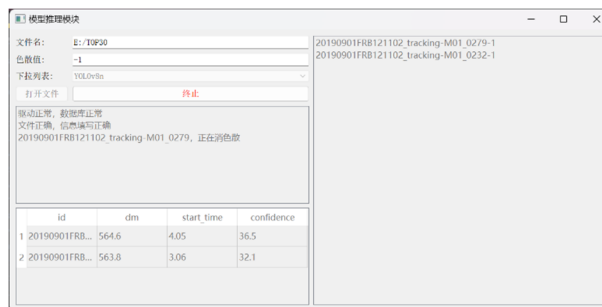 模型推理模块
文件名: E:/TOP30
色散值: -1
下拉列表: YOLOv8n
打开文件 终止
驱动正常，数据库正常
文件正确，信息填写正确
20190901FRB121102_tracking-M01_0279，正在消色散
id dm start_time confidence
1 20190901FRB... 564.6 4.05 36.5
2 20190901FRB... 563.8 3.06 32.1
20190901FRB121102_tracking-M01_0279-1
20190901FRB121102_tracking-M01_0232-1